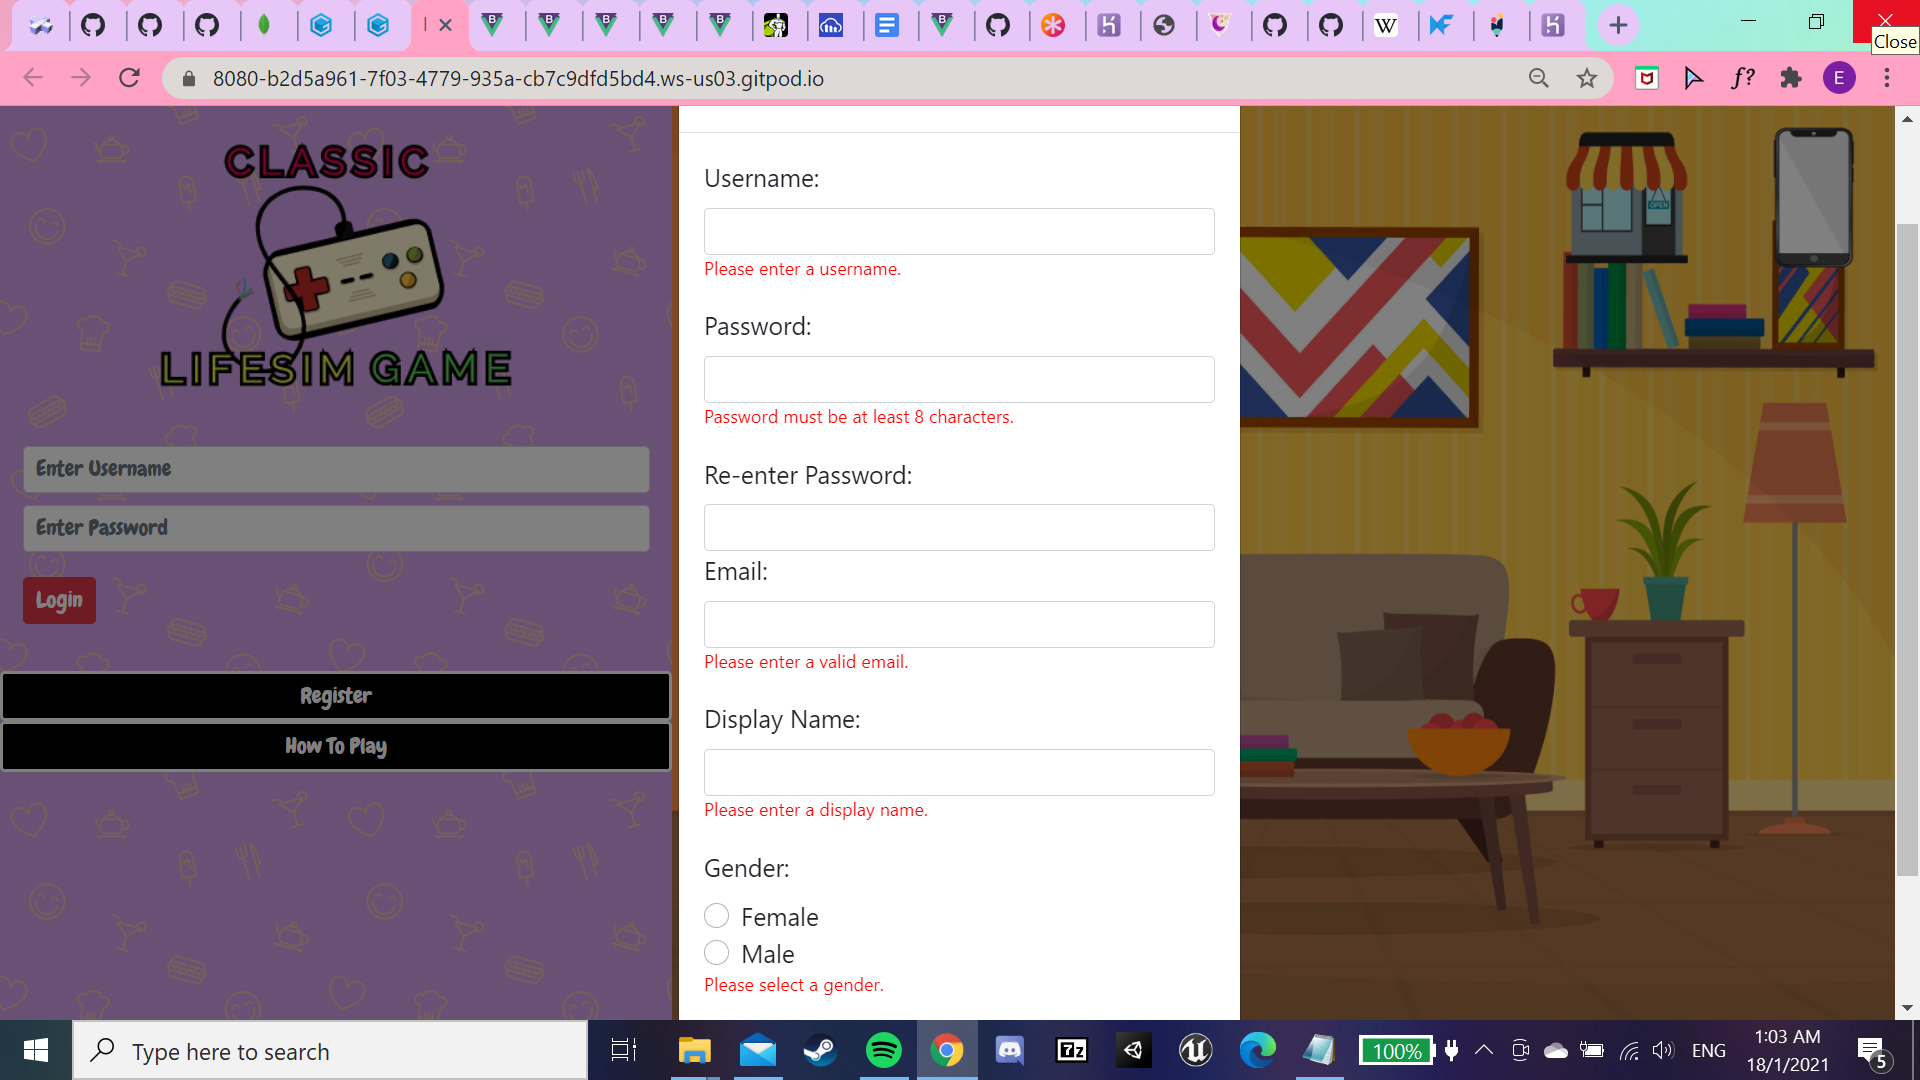 Close
8080-b2d5a961-7f03-4779-935a-cb7c9dfd5bd4.ws-us03.gitpod.io
f?
E
CLASSIC
LIFESIM GAME
Enter Username
Enter Password
Login
Register
How To Play
Username:
Please enter a username.
Password:
Password must be at least 8 characters.
Re-enter Password:
Email:
Please enter a valid email.
Display Name:
Please enter a display name.
Gender:
Female
Male
Please select a gender.
OPEN
Type here to search
7z
100%
ENG
1:03 AM
18/1/2021
5